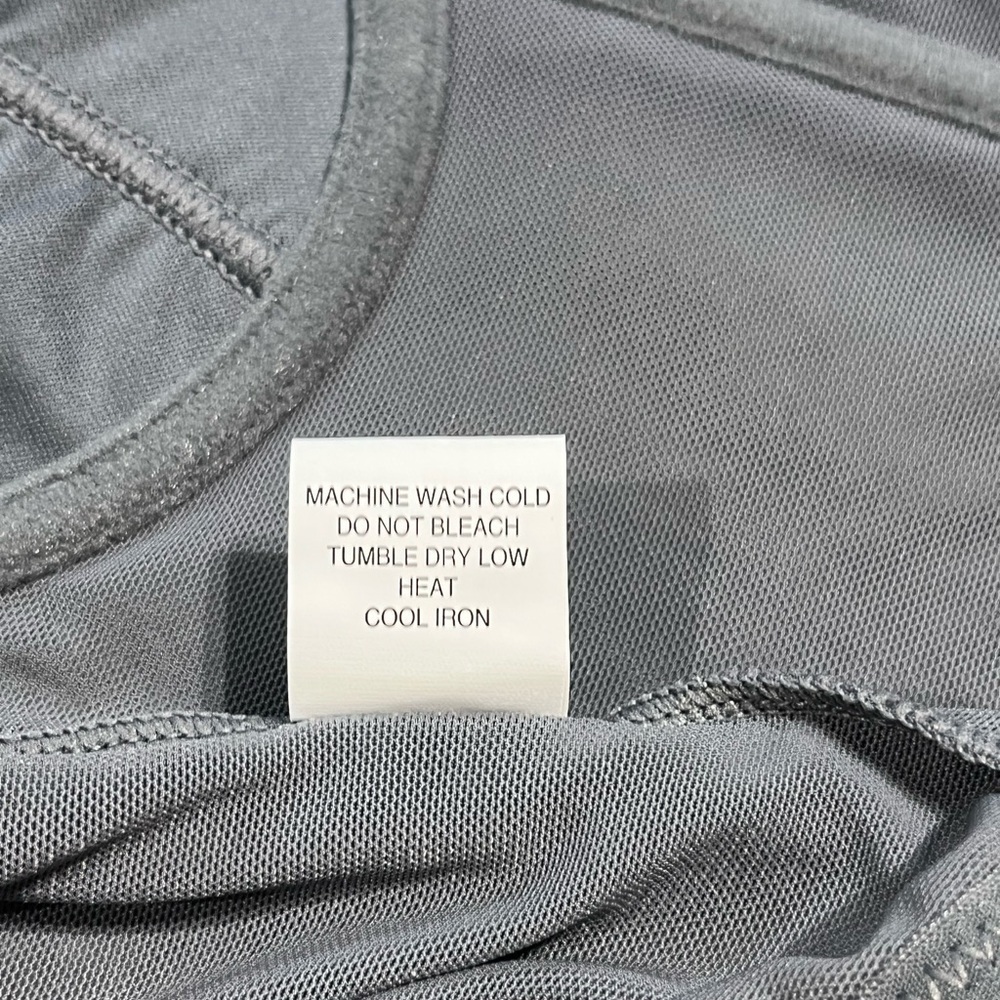 MACHINE WASH COLD
DO NOT BLEACH
TUMBLE DRY LOW
HEAT
COOL IRON